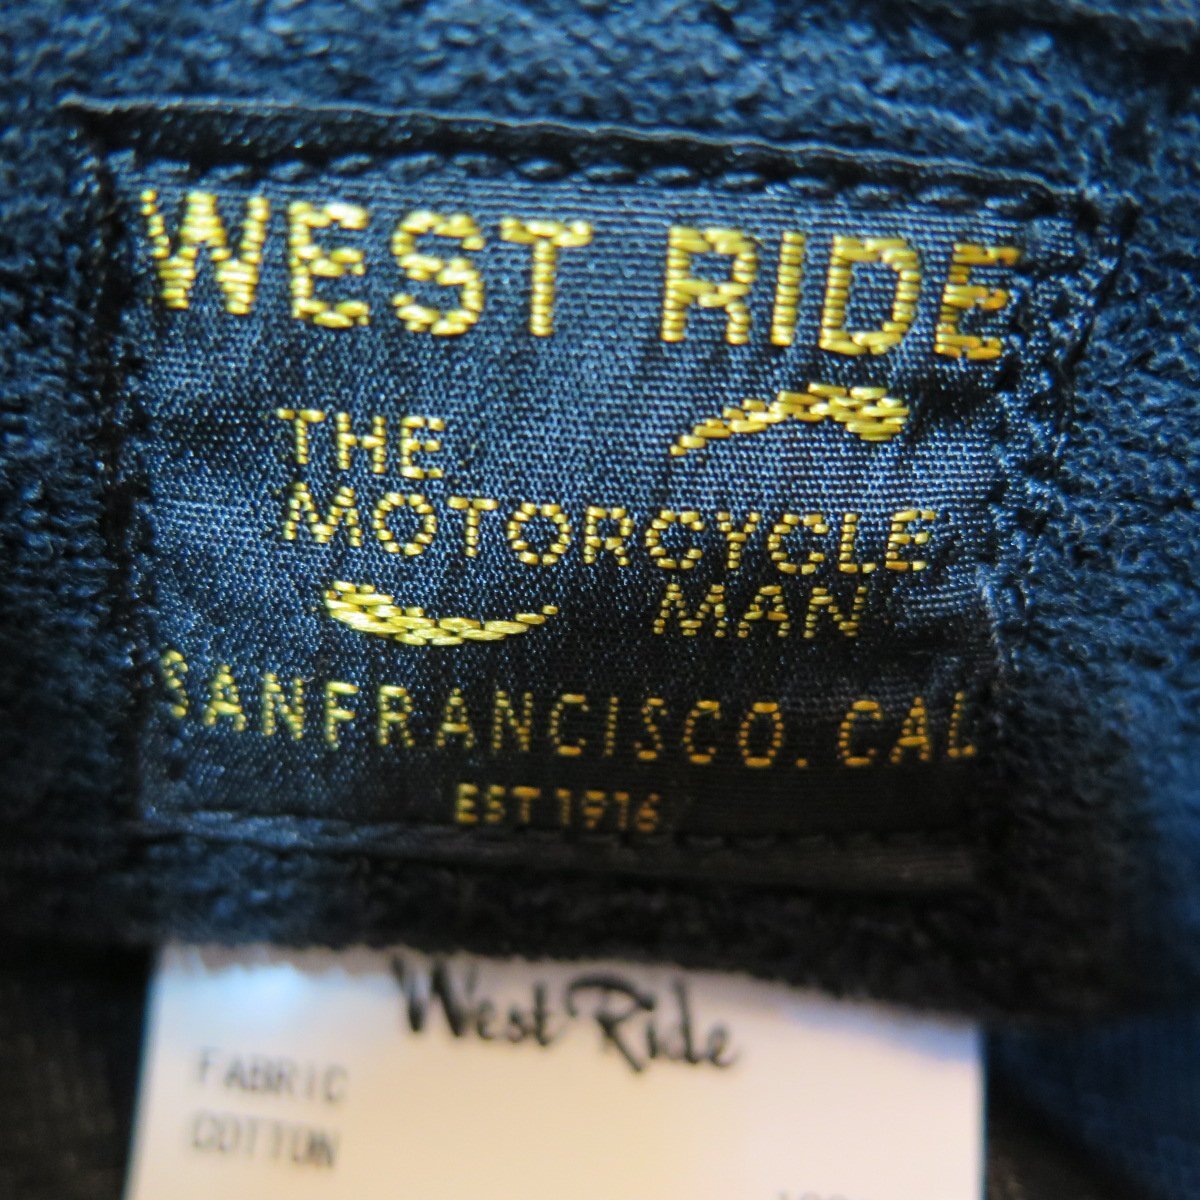 WEST RIDE
THE
MOTORCYCLE
MAN
SANFRANCISCO. CAL
EST 1916
West Ride
FABRIC
COTTON